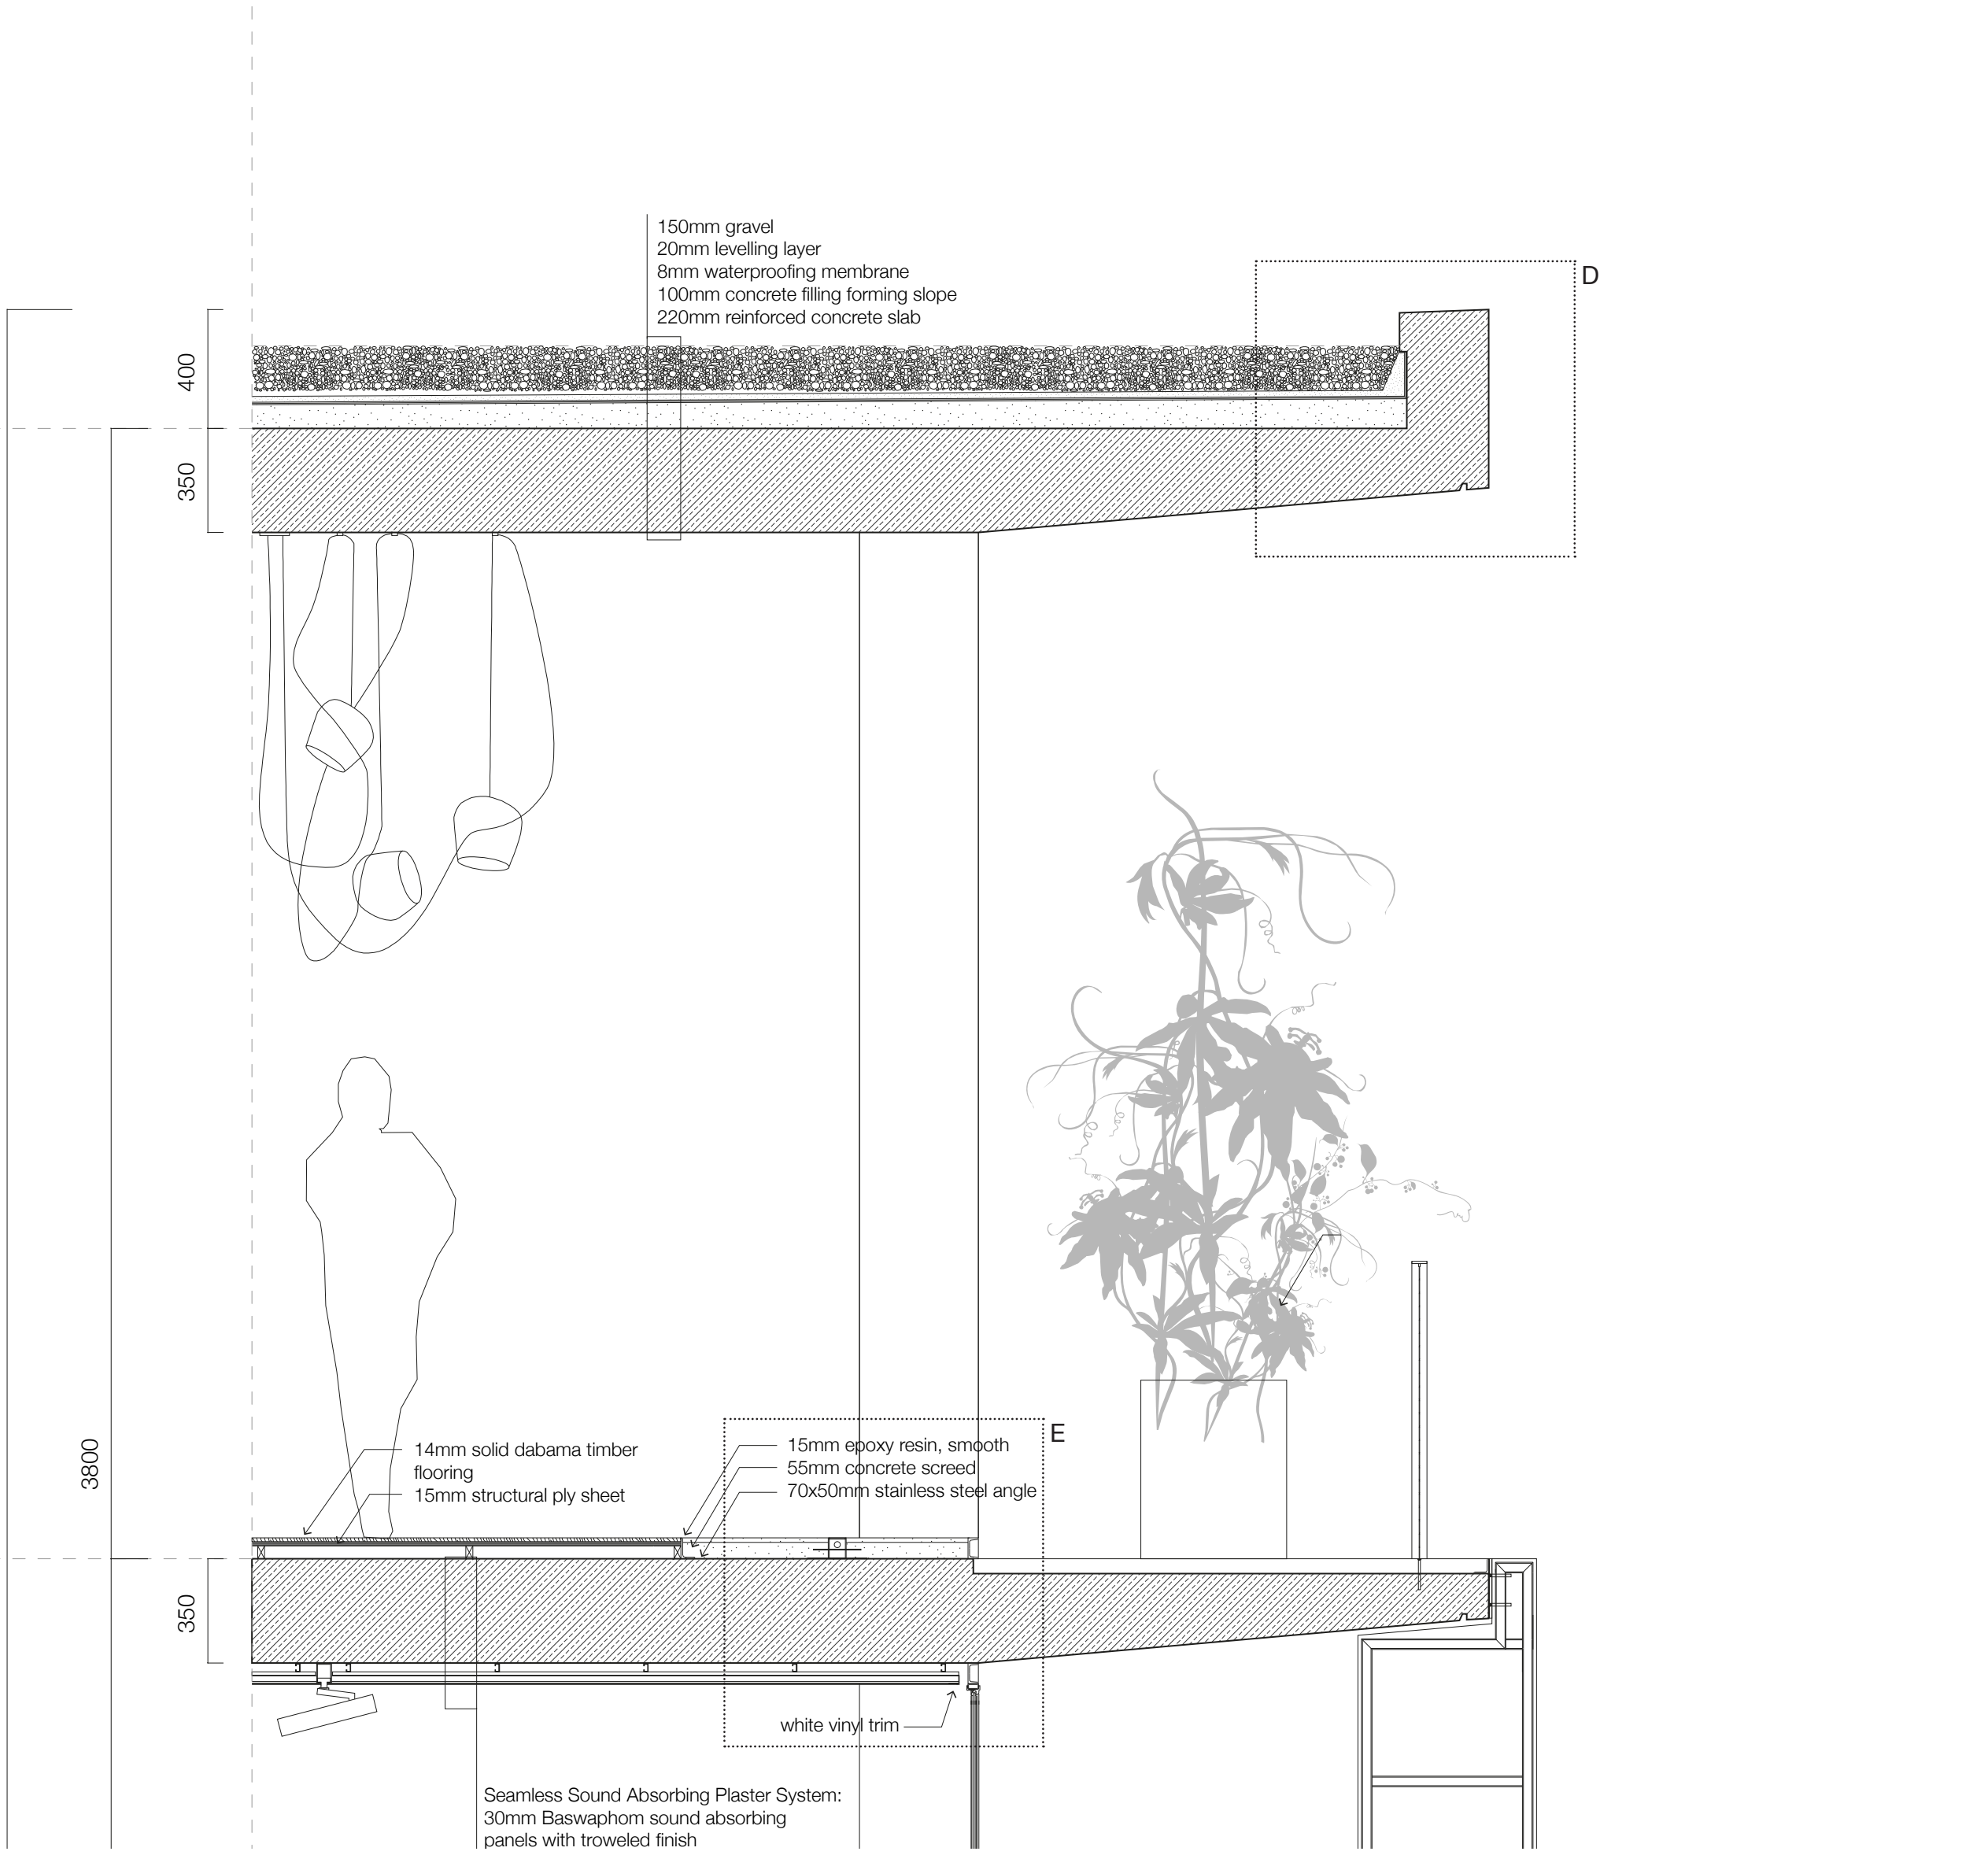 150mm gravel
20mm levelling layer
8mm waterproofing membrane
100mm concrete filling forming slope
220mm reinforced concrete slab
D
400
350
3800
14mm solid dabama timber
flooring
15mm structural ply sheet
15mm epoxy resin, smooth
55mm concrete screed
70x50mm stainless steel angle
E
350
white vinyl trim
Seamless Sound Absorbing Plaster System:
30mm Baswaphom sound absorbing
panels with troweled finish